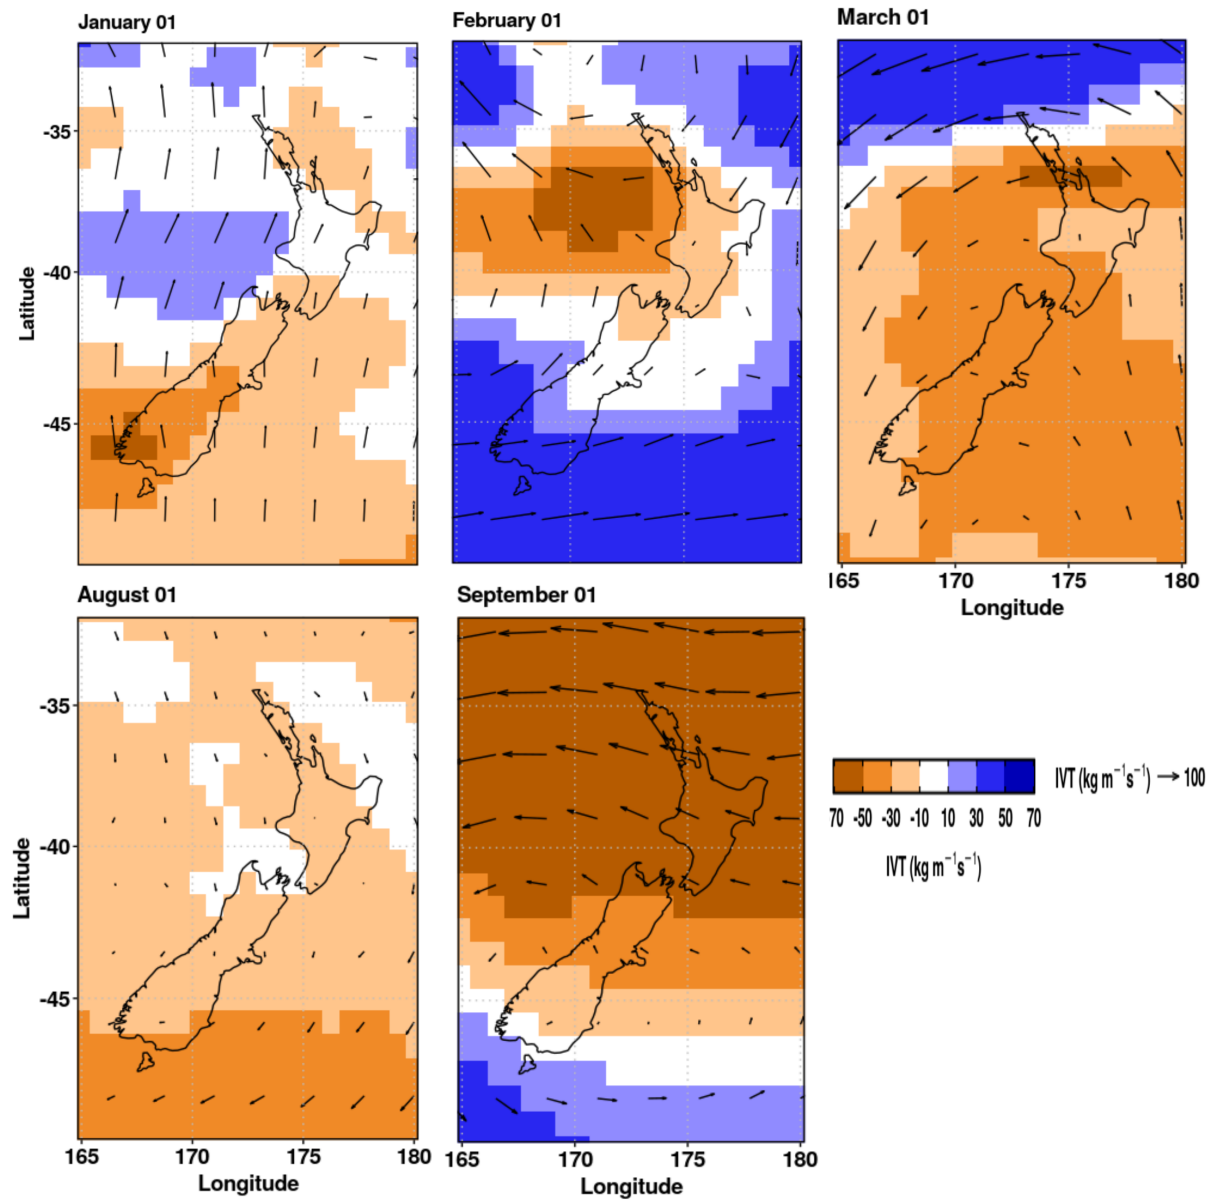 January 01
February 01
March 01
-35
-40
-45
Latitude
165
170
175
180
Longitude
August 01
September 01
-35
-40
-45
Latitude
165
170
175
180
Longitude
165
170
175
180
Longitude
70 -50 -30 -10 10 30 50 70
IVT (kg m⁻¹s⁻¹) → 100
IVT (kg m⁻¹s⁻¹)